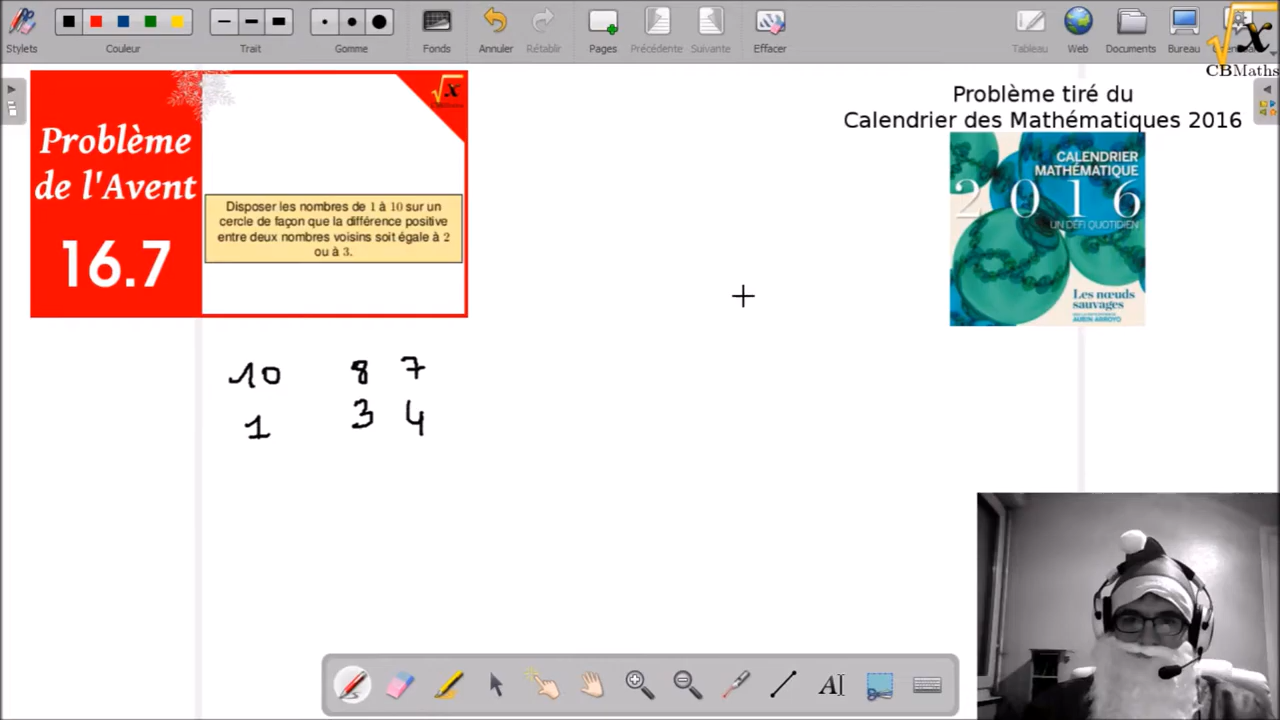 Stylets
Couleur
Trait
Gomme
Fonds
Annuler
Rétablir
Pages
Précédente
Suivante
Effacer
Tableau
Web
Documents
Bureau
√x
CBMaths
Problème
de l'Avent
16.7
Disposer les nombres de 1 à 10 sur un
cercle de façon que la différence positive
entre deux nombres voisins soit égale à 2
ou à 3.
Problème tiré du
Calendrier des Mathématiques 2016
CALENDRIER
MATHÉMATIQUE
2016
UN DÉFI QUOTIDIEN
Les nœuds
sauvages
10 8 7
1 3 4
AI